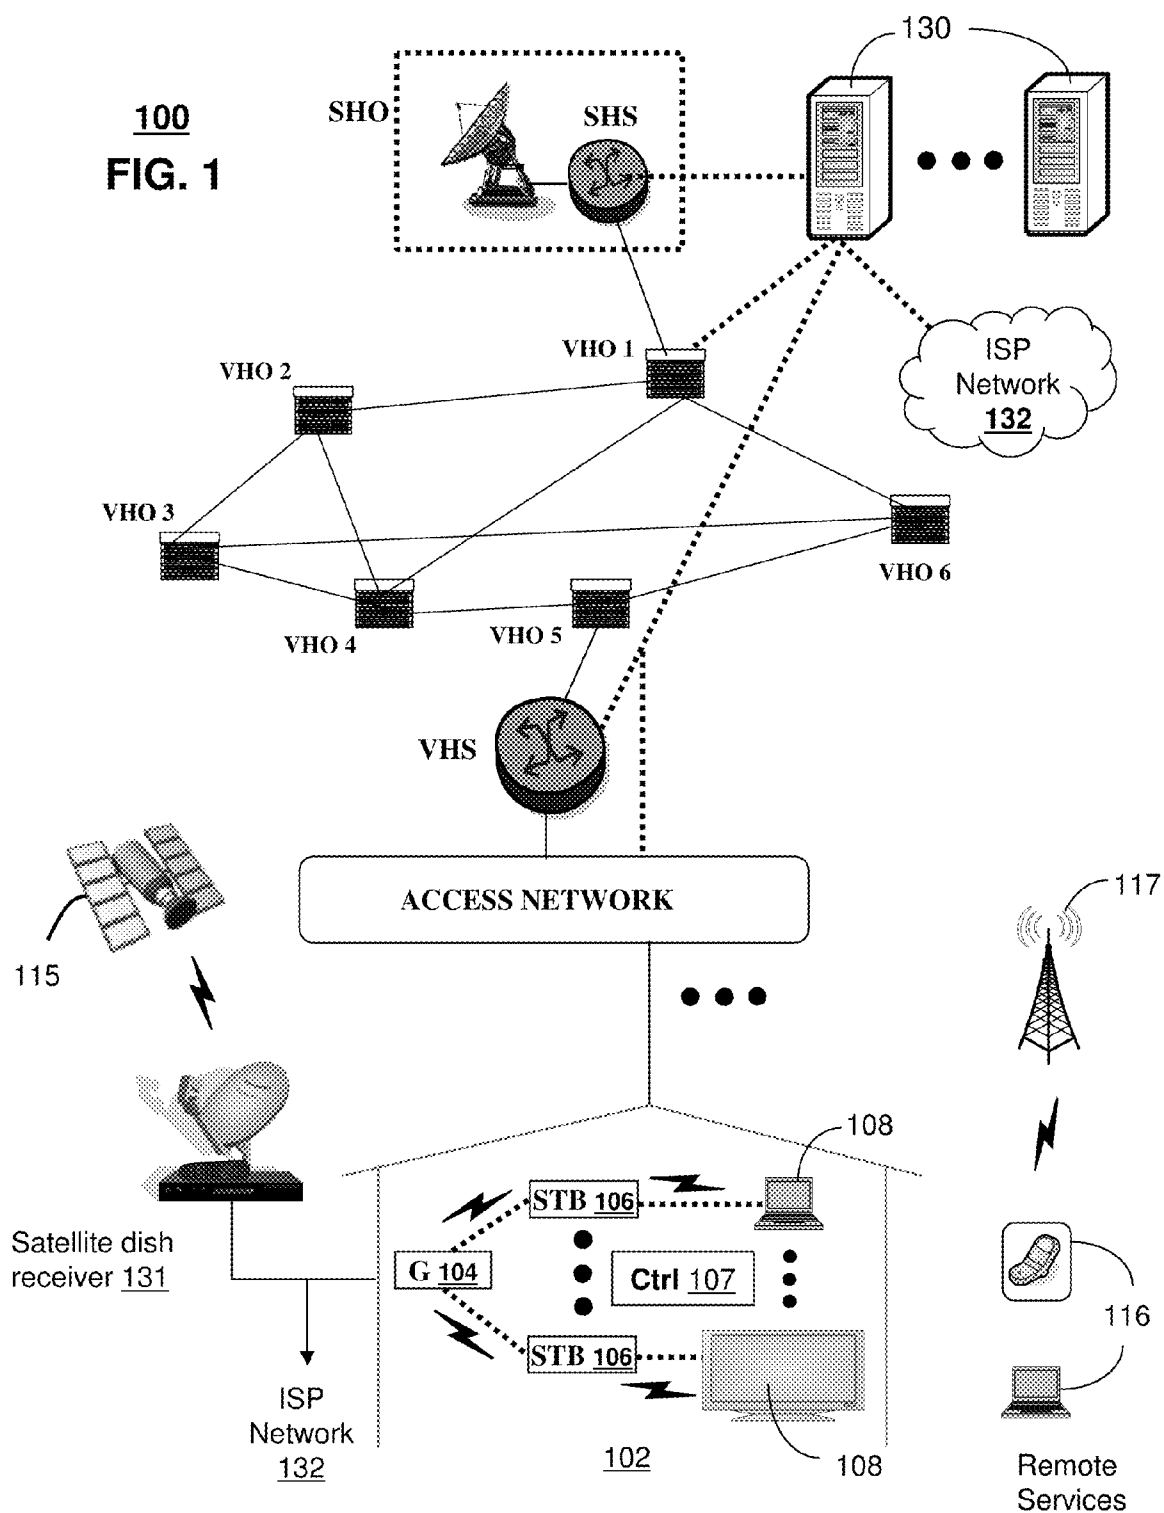 130
100
FIG. 1
SHO
SHS
ISP
Network
132
VHO 1
VHO 2
VHO 3
VHO 6
VHO 4
VHO 5
VHS
ACCESS NETWORK
117
115
108
STB 106
Satellite dish
receiver 131
G 104
Ctrl 107
116
STB 106
ISP
Network
132
102
108
Remote
Services